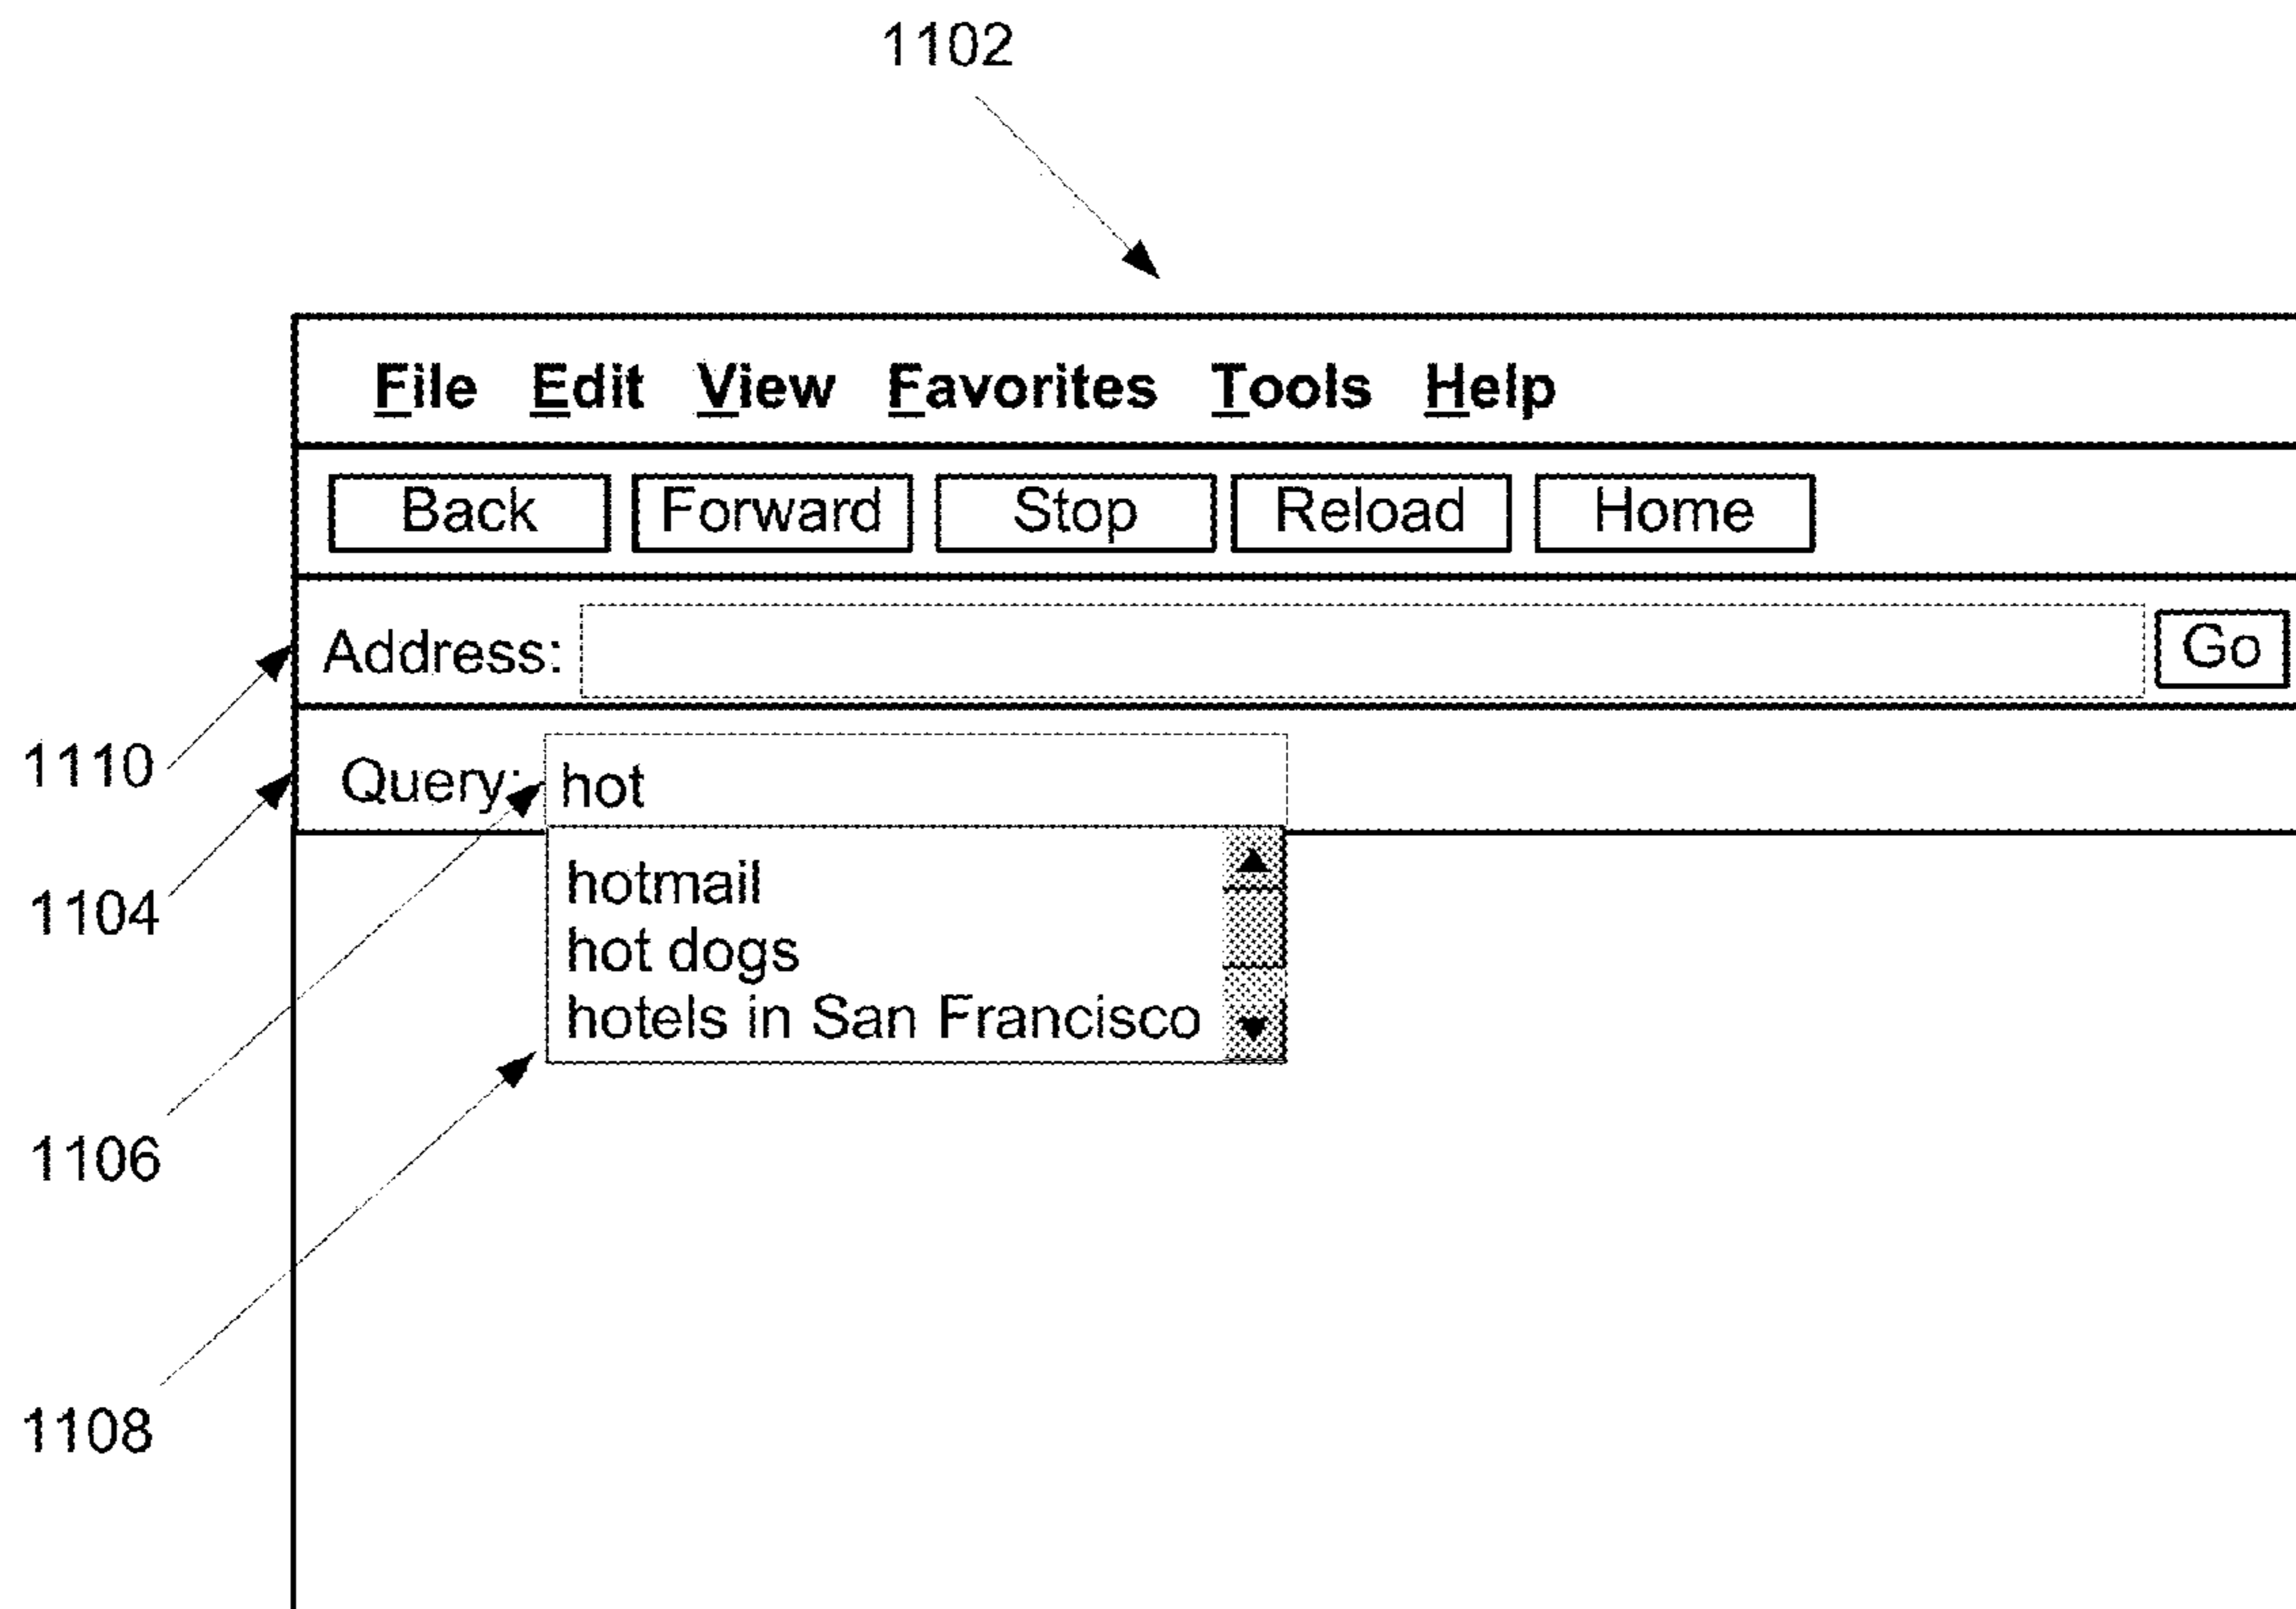 1102
File Edit View Favorites Tools Help
Back Forward Stop Reload Home
Address: Go
1110
Query: hot
1104
hotmail
hot dogs
hotels in San Francisco
1106
1108